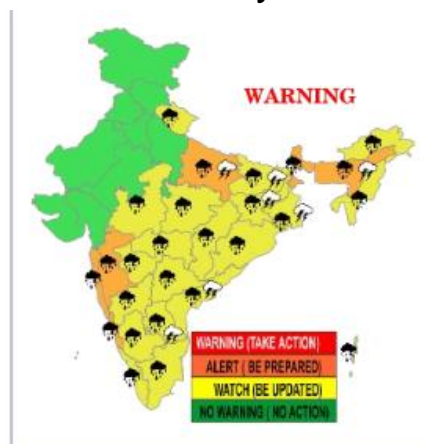 WARNING
WARNING (TAKE ACTION)
ALERT ( BE PREPARED)
WATCH (BE UPDATED)
NO WARNING ( NO ACTION)